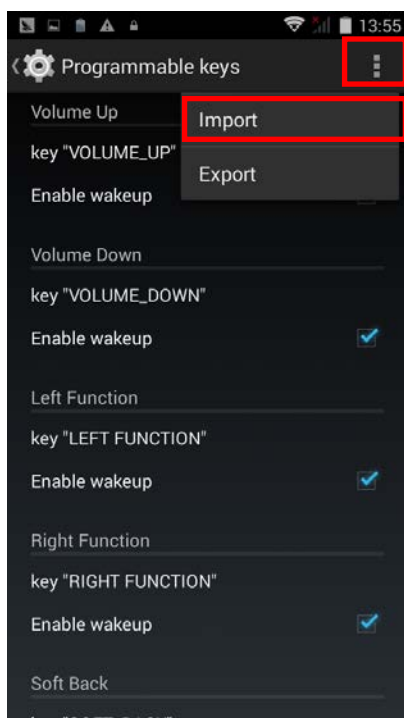 13:55
Programmable keys
Import
Export
Volume Up
key "VOLUME_UP"
Enable wakeup
Volume Down
key "VOLUME_DOWN"
Enable wakeup
Left Function
key "LEFT FUNCTION"
Enable wakeup
Right Function
key "RIGHT FUNCTION"
Enable wakeup
Soft Back